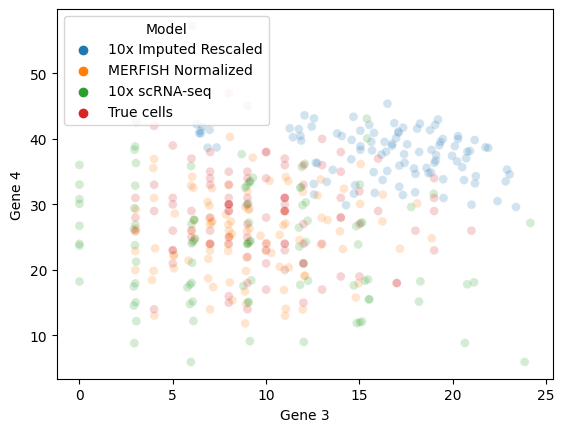 Model
10x Imputed Rescaled
MERFISH Normalized
10x scRNA-seq
True cells
Gene 4
50
40
30
20
10
0
5
10
15
20
25
Gene 3